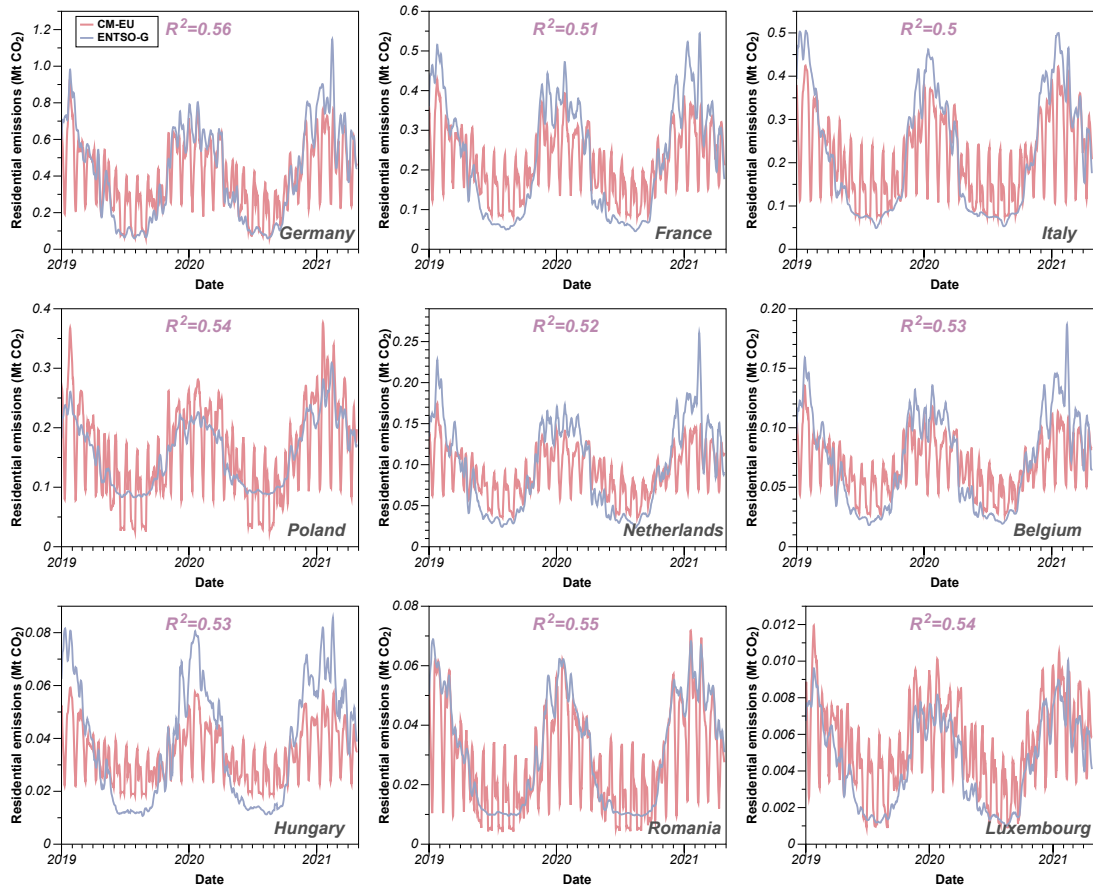 CM-EU
ENTSO-G
R²=0.56
Residential emissions (Mt CO₂)
1.2
1.0
0.8
0.6
0.4
0.2
0
Germany
2019 2020 2021
Date
R²=0.51
Residential emissions (Mt CO₂)
0.6
0.5
0.4
0.3
0.2
0.1
0
France
2019 2020 2021
Date
R²=0.5
Residential emissions (Mt CO₂)
0.5
0.4
0.3
0.2
0.1
0
Italy
2019 2020 2021
Date
R²=0.54
Residential emissions (Mt CO₂)
0.4
0.3
0.2
0.1
0
Poland
2019 2020 2021
Date
R²=0.52
Residential emissions (Mt CO₂)
0.25
0.20
0.15
0.10
0.05
0
Netherlands
2019 2020 2021
Date
R²=0.53
Residential emissions (Mt CO₂)
0.20
0.15
0.10
0.05
0
Belgium
2019 2020 2021
Date
R²=0.53
Residential emissions (Mt CO₂)
0.08
0.06
0.04
0.02
0
Hungary
2019 2020 2021
Date
R²=0.55
Residential emissions (Mt CO₂)
0.08
0.06
0.04
0.02
0
Romania
2019 2020 2021
Date
R²=0.54
Residential emissions (Mt CO₂)
0.012
0.010
0.008
0.006
0.004
0.002
0
Luxembourg
2019 2020 2021
Date